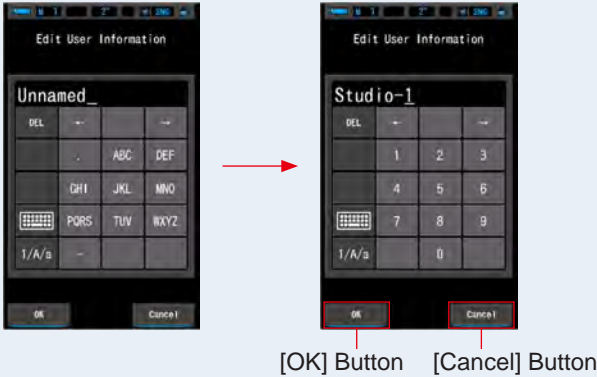 Edit User Information
Unnamed_
DEL ← →
. ABC DEF
GHI JKL MNO
PQRS TUV WXYZ
1/A/a -
OK Cancel
Edit User Information
Studio-1
DEL ← →
1 2 3
4 5 6
7 8 9
1/A/a 0
OK Cancel
[OK] Button [Cancel] Button